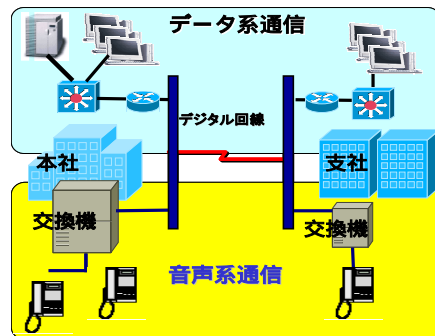 データ系通信
デジタル回線
本社
支社
交換機
交換機
音声系通信